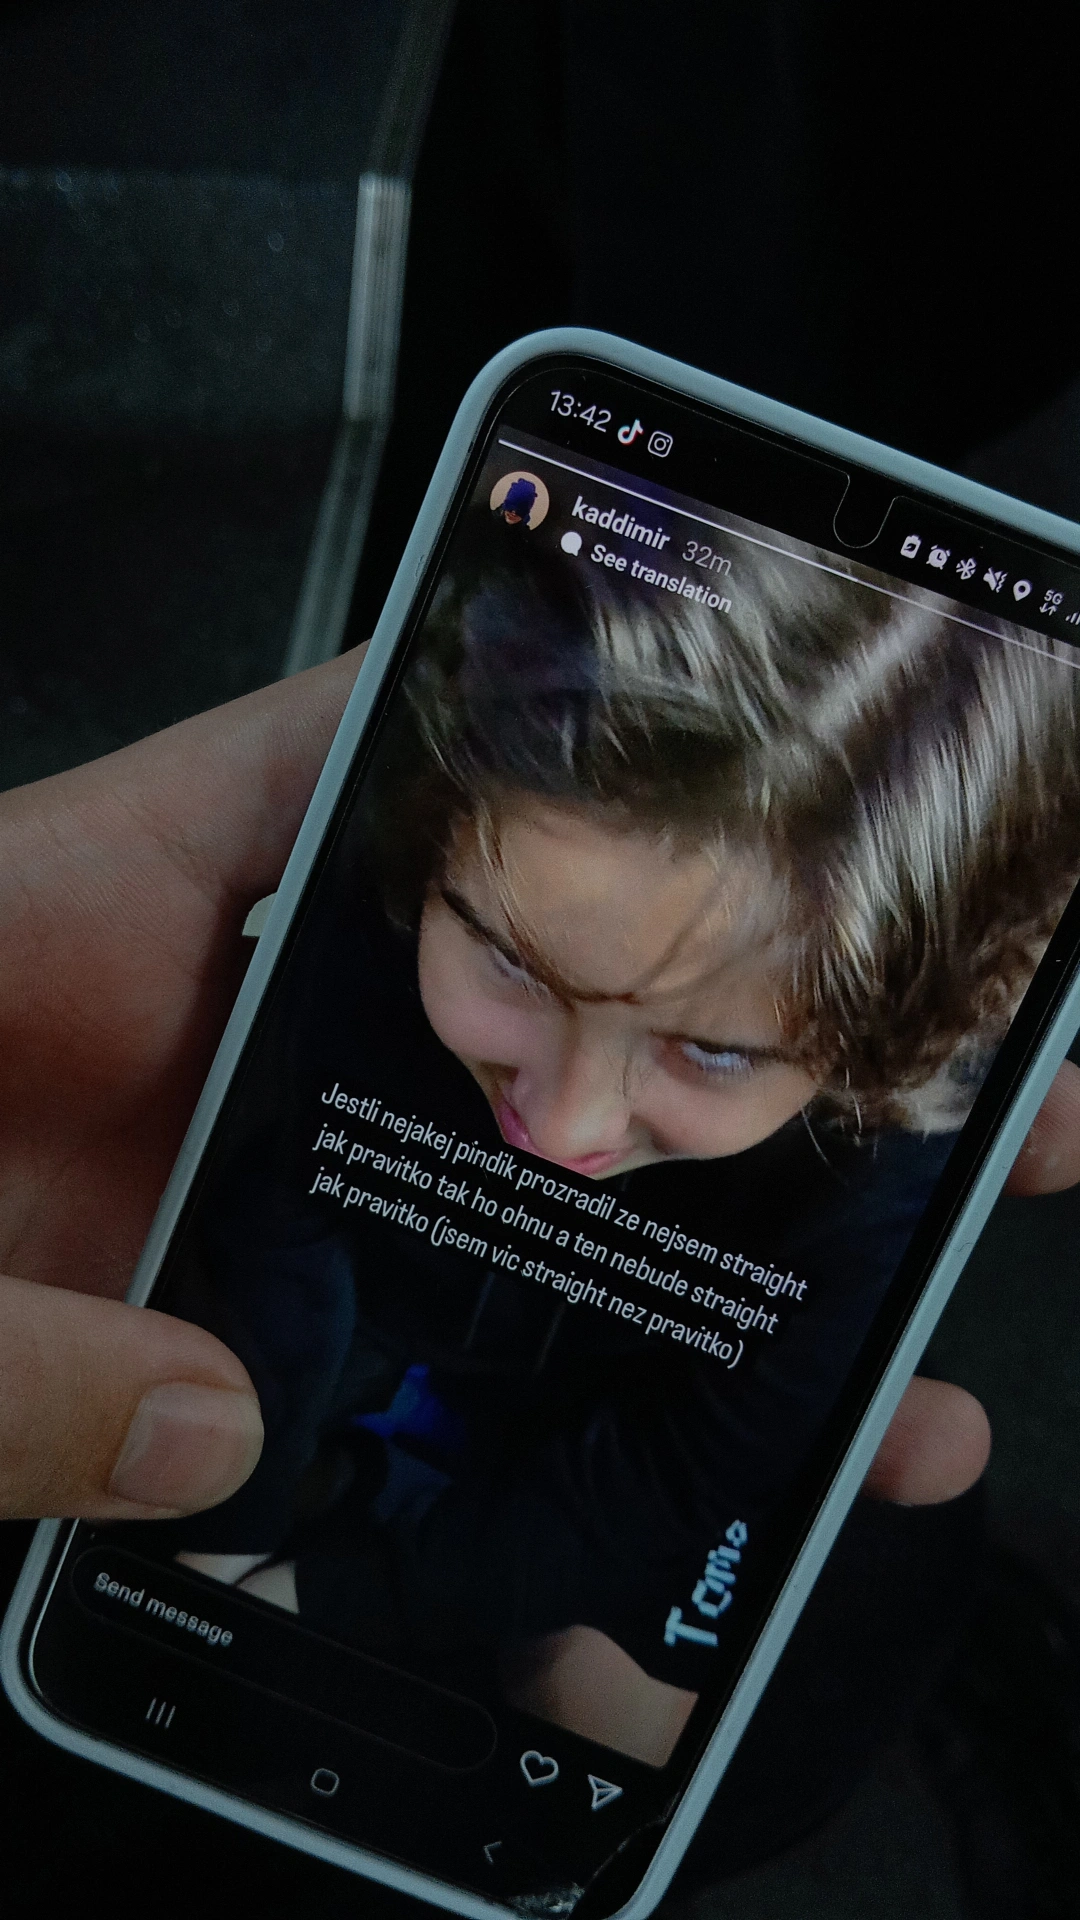 13:42
kaddimir 32m
See translation
5G
Jestli nejakej pindik prozradil ze nejsem straight
jak pravitko tak ho ohnu a ten nebude straight
jak pravitko (jsem vic straight nez pravitko)
Send message